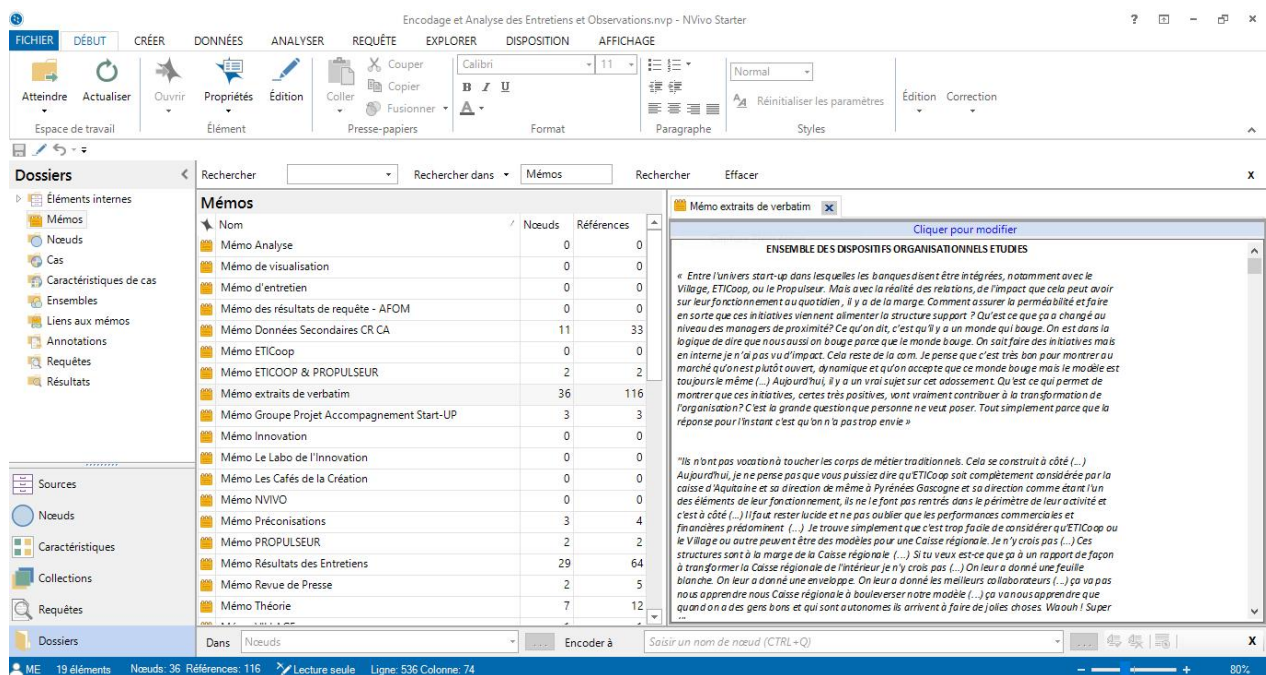 Encodage et Analyse des Entretiens et Observations.nvp - NVivo Starter
FICHIER DÉBUT CRÉER DONNÉES ANALYSER REQUÊTE EXPLORER DISPOSITION AFFICHAGE
Atteindre Actualiser Ouvrir Propriétés Édition Coller
Couper
Copier
Fusionner
Calibri 11
B I U
A
Normal
Réinitialiser les paramètres
Édition Correction
Espace de travail Élément Presse-papiers Format Paragraphe Styles
Dossiers
Rechercher Rechercher dans Mémos Rechercher Effacer x
Éléments internes
Mémos
Nœuds
Cas
Caractéristiques de cas
Ensembles
Liens aux mémos
Annotations
Requêtes
Résultats
Sources
Nœuds
Caractéristiques
Collections
Requêtes
Dossiers
Mémos
Nom Nœuds Références
Mémo Analyse 0 0
Mémo de visualisation 0 0
Mémo d'entretien 0 0
Mémo des résultats de requête - AFOM 0 0
Mémo Données Secondaires CR CA 11 33
Mémo ETICoop 0 0
Mémo ETICOOP & PROPULSEUR 2 2
Mémo extraits de verbatim 36 116
Mémo Groupe Projet Accompagnement Start-UP 3 3
Mémo Innovation 0 0
Mémo Le Labo de l'Innovation 0 0
Mémo Les Cafés de la Création 0 0
Mémo NVIVO 0 0
Mémo Préconisations 3 4
Mémo PROPULSEUR 2 2
Mémo Résultats des Entretiens 29 64
Mémo Revue de Presse 2 5
Mémo Théorie 7 12
Mémo extraits de verbatim x
Cliquer pour modifier
ENSEMBLE DES DISPOSITIFS ORGANISATIONNELS ETUDIES
« Entre l'univers start-up dans lesquelles les banques disent être intégrées, notamment avec le
Village, ETICoop, ou le Propulseur. Mais avec la réalité des relations, de l'impact que cela peut avoir
sur leur fonctionnement au quotidien , il y a de la marge. Comment assurer la perméabilité et faire
en sorte que ces initiatives viennent alimenter la structure support ? Qu'est ce que ça a changé au
niveau des managers de proximité? Ce qu'on dit, c'est qu'il y a un monde qui bouge. On est dans la
logique de dire que nous aussi on bouge parce que le monde bouge. On sait faire des initiatives mais
en interne je n'ai pas vu d'impact. Cela reste de la com. Je pense que c'est très bon pour montrer au
marché qu'on est plutôt ouvert, dynamique et qu'on accepte que ce monde bouge mais le modèle est
toujours le même (...) Aujourd'hui, il y a un vrai sujet sur cet adossement. Qu'est ce qui permet de
montrer que ces initiatives, certes très positives, vont vraiment contribuer à la transformation de
l'organisation? C'est la grande question que personne ne veut poser. Tout simplement parce que la
réponse pour l'instant c'est qu'on n'a pas trop envie »
"Ils n'ont pas vocation à toucher les corps de métier traditionnels. Cela se construit à côté (...)
Aujourd'hui, je ne pense pas que vous puissiez dire qu'ETICoop soit complètement considérée par la
caisse d'Aquitaine et sa direction de même à Pyrénées Gascogne et sa direction comme étant l'un
des éléments de leur fonctionnement, ils ne le font pas rentrés dans le périmètre de leur activité et
c'est à côté (...) Il faut rester lucide et ne pas oublier que les performances commerciales et
financières prédominent (...) Je trouve simplement que c'est trop facile de considérer qu'ETICoop ou
le Village ou autre peuvent être des modèles pour une Caisse régionale. Je n'y crois pas (...) Ces
structures sont à la marge de la Caisse régionale (...) Si tu veux est-ce que ça à un rapport de façon
à transformer la Caisse régionale de l'intérieur je n'y crois pas (...) On leur a donné une feuille
blanche. On leur a donné une enveloppe. On leur a donné les meilleurs collaborateurs (...) ça va pas
nous apprendre nous Caisse régionale à bouleverser notre modèle (...) ça va nous apprendre que
quand on a des gens bons et qui sont autonomes ils arrivent à faire de jolies choses. Waouh ! Super
Dans Nœuds Encoder à Saisir un nom de nœud (CTRL+Q) x
ME 19 éléments Nœuds: 36 Références: 116 Lecture seule Ligne: 536 Colonne: 74 80%